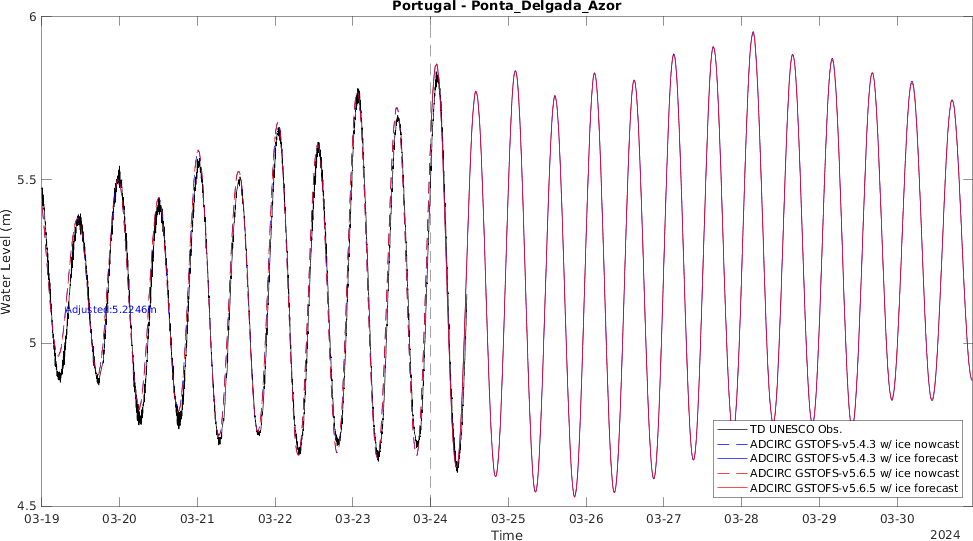 Portugal - Ponta_Delgada_Azor
6
5.5
5
4.5
Water Level (m)
Adjusted:5.2246m
TD UNESCO Obs.
ADCIRC GSTOFS-v5.4.3 w/ ice nowcast
ADCIRC GSTOFS-v5.4.3 w/ ice forecast
ADCIRC GSTOFS-v5.6.5 w/ ice nowcast
ADCIRC GSTOFS-v5.6.5 w/ ice forecast
03-19 03-20 03-21 03-22 03-23 03-24 03-25 03-26 03-27 03-28 03-29 03-30
Time
2024